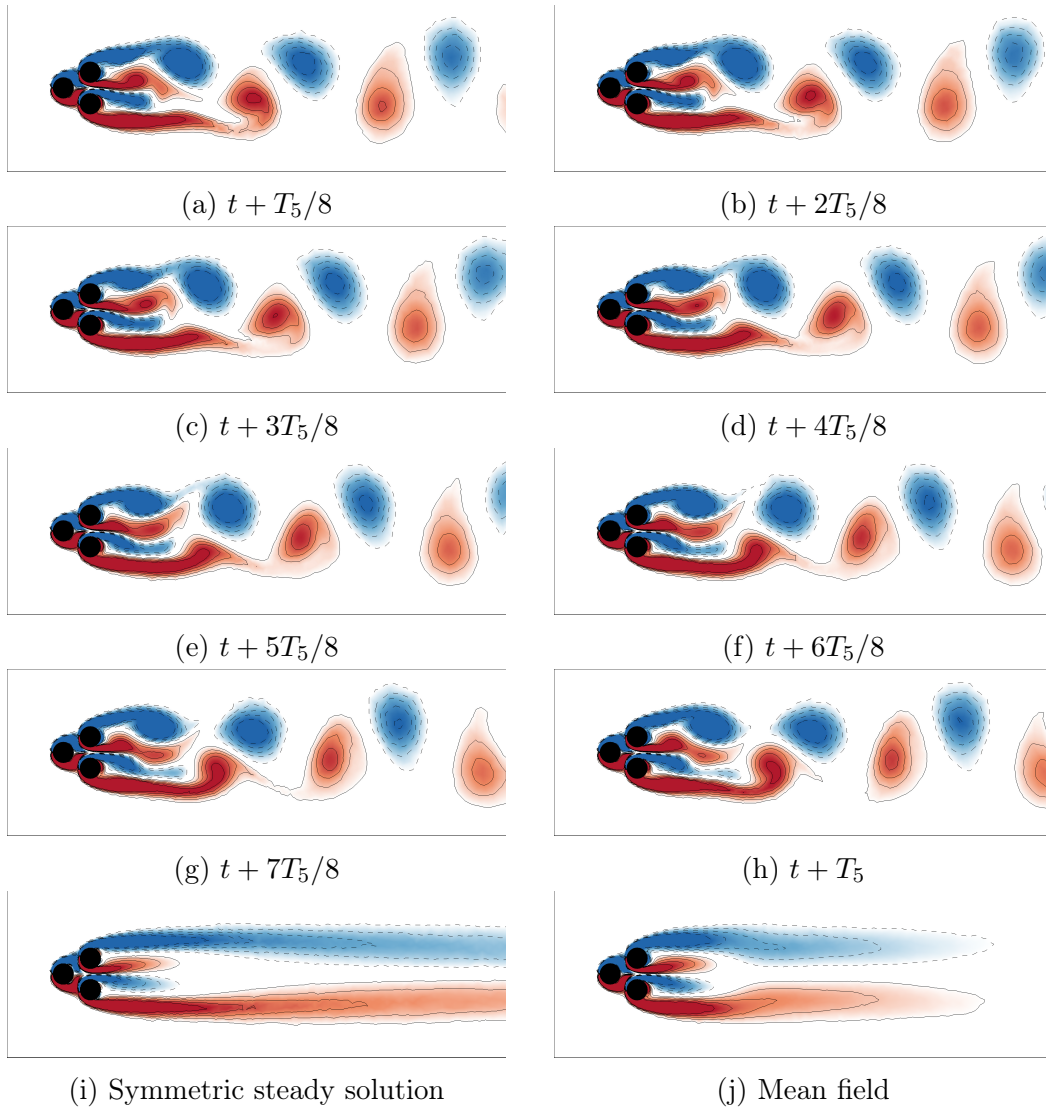 (a) t + T₅/8
(b) t + 2T₅/8
(c) t + 3T₅/8
(d) t + 4T₅/8
(e) t + 5T₅/8
(f) t + 6T₅/8
(g) t + 7T₅/8
(h) t + T₅
(i) Symmetric steady solution
(j) Mean field